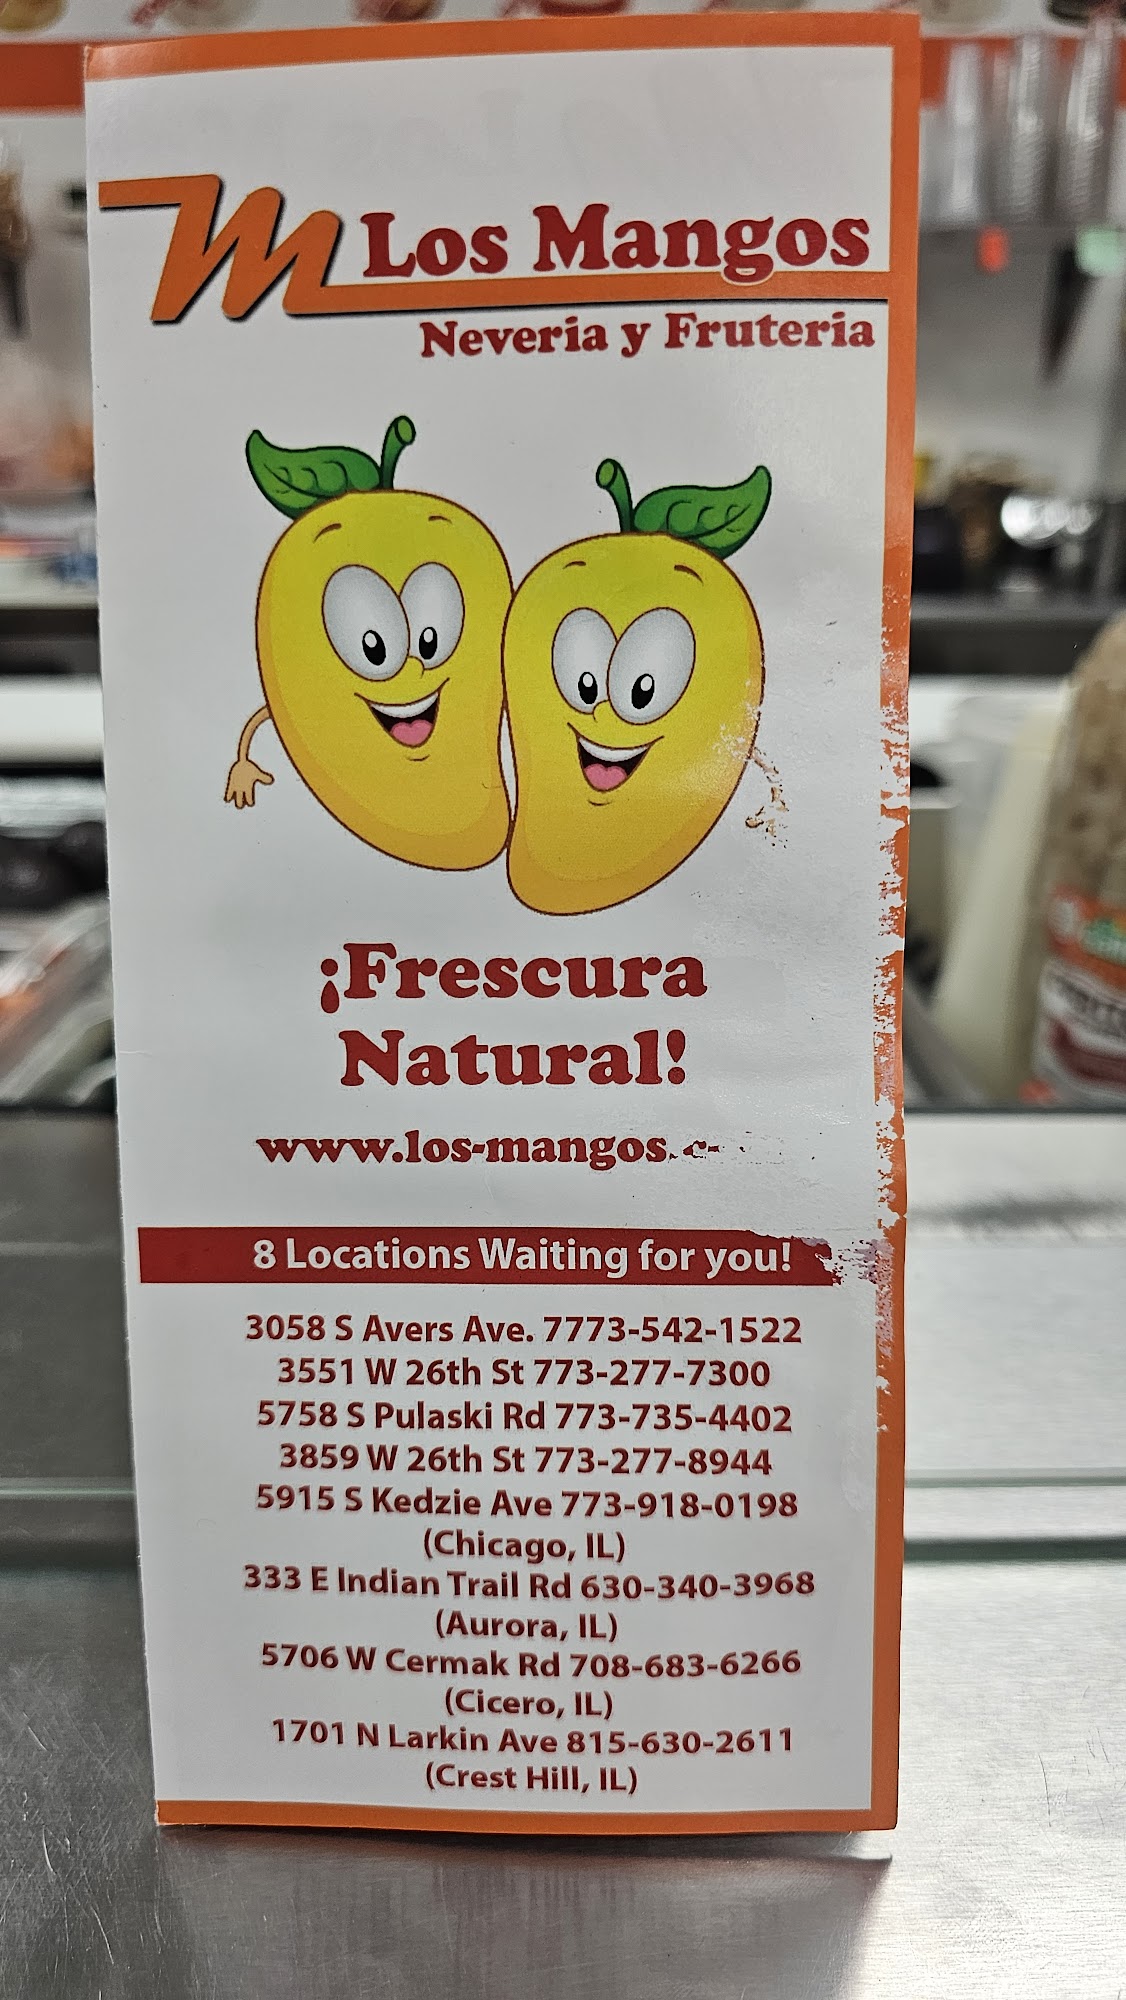 Los Mangos
Neveria y Fruteria
¡Frescura
Natural!
www.los-mangos.
8 Locations Waiting for you!
3058 S Avers Ave. 7773-542-1522
3551 W 26th St 773-277-7300
5758 S Pulaski Rd 773-735-4402
3859 W 26th St 773-277-8944
5915 S Kedzie Ave 773-918-0198
(Chicago, IL)
333 E Indian Trail Rd 630-340-3968
(Aurora, IL)
5706 W Cermak Rd 708-683-6266
(Cicero, IL)
1701 N Larkin Ave 815-630-2611
(Crest Hill, IL)